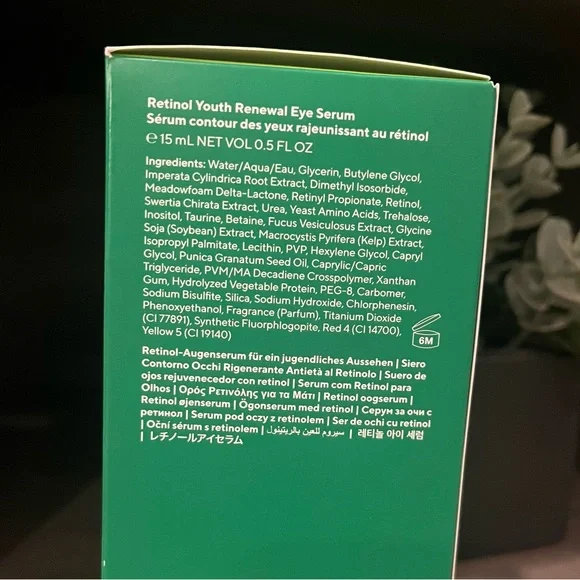 Retinol Youth Renewal Eye Serum
Sérum contour des yeux rajeunissant au rétinol
℮ 15 mL NET VOL 0.5 FL OZ
Ingredients: Water/Aqua/Eau, Glycerin, Butylene Glycol,
Imperata Cylindrica Root Extract, Dimethyl Isosorbide,
Meadowfoam Delta-Lactone, Retinyl Propionate, Retinol,
Swertia Chirata Extract, Urea, Yeast Amino Acids, Trehalose,
Inositol, Taurine, Betaine, Fucus Vesiculosus Extract, Glycine
Soja (Soybean) Extract, Macrocystis Pyrifera (Kelp) Extract,
Isopropyl Palmitate, Lecithin, PVP, Hexylene Glycol, Capryl
Glycol, Punica Granatum Seed Oil, Caprylic/Capric
Triglyceride, PVM/MA Decadiene Crosspolymer, Xanthan
Gum, Hydrolyzed Vegetable Protein, PEG-8, Carbomer,
Sodium Bisulfite, Silica, Sodium Hydroxide, Chlorphenesin,
Phenoxyethanol, Fragrance (Parfum), Titanium Dioxide
(CI 77891), Synthetic Fluorphlogopite, Red 4 (CI 14700),
Yellow 5 (CI 19140)
6M
Retinol-Augenserum für ein jugendliches Aussehen | Siero
Contorno Occhi Rigenerante Antietà al Retinolo | Suero de
ojos rejuvenecedor con retinol | Serum com Retinol para
Olhos | Ορός Ρετινόλης για τα Μάτι | Retinol oogserum |
Retinol øjenserum | Ögonserum med retinol | Серум за очи с
ретинол | Serum pod oczy z retinolem | Ser de ochi cu retinol
| Oční sérum s retinolem | سيروم للعين بالريتينول | 레티놀 아이 세럼
| レチノールアイセラム